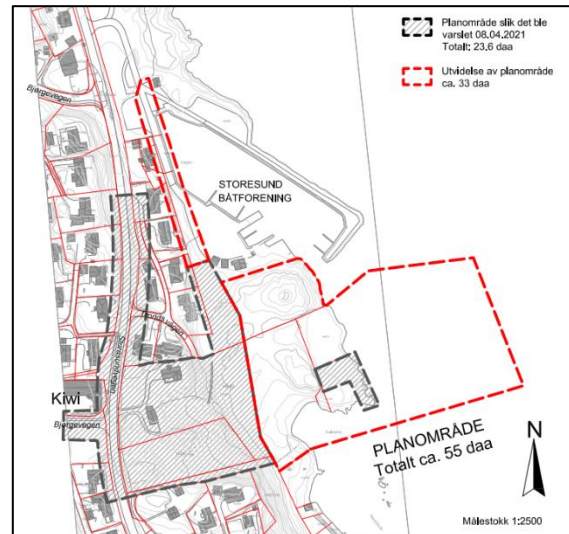 Planområde slik det ble
varslet 08.04.2021
Totalt: 23,6 daa
Utvidelse av planområde
ca. 33 daa
Bjørgevegen
STORESUND
BÅTFORENING
Storasundvegen
Kiwi
Bjørgevegen
PLANOMRÅDE
Totalt ca. 55 daa
N
Målestokk 1:2500